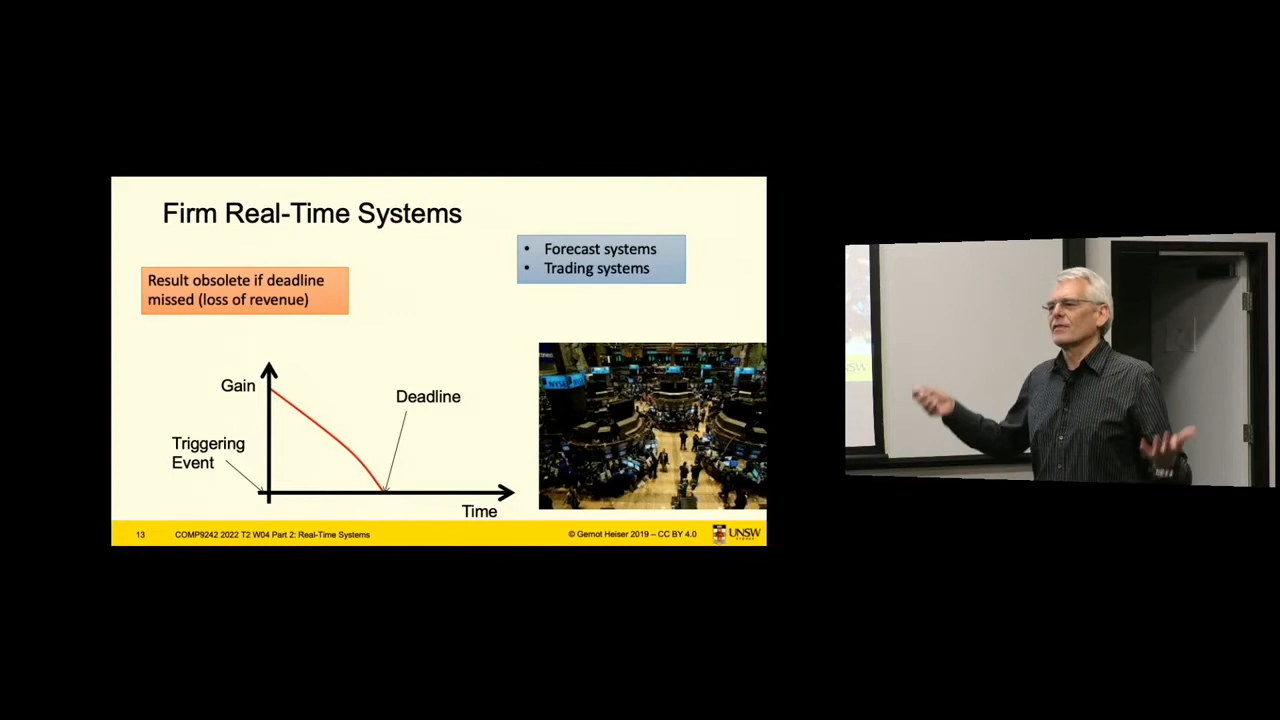 Firm Real-Time Systems
• Forecast systems
• Trading systems
Result obsolete if deadline
missed (loss of revenue)
Gain
Deadline
Triggering
Event
Time
13
COMP9242 2022 T2 W04 Part 2: Real-Time Systems
© Gernot Heiser 2019 – CC BY 4.0
UNSW
SYDNEY